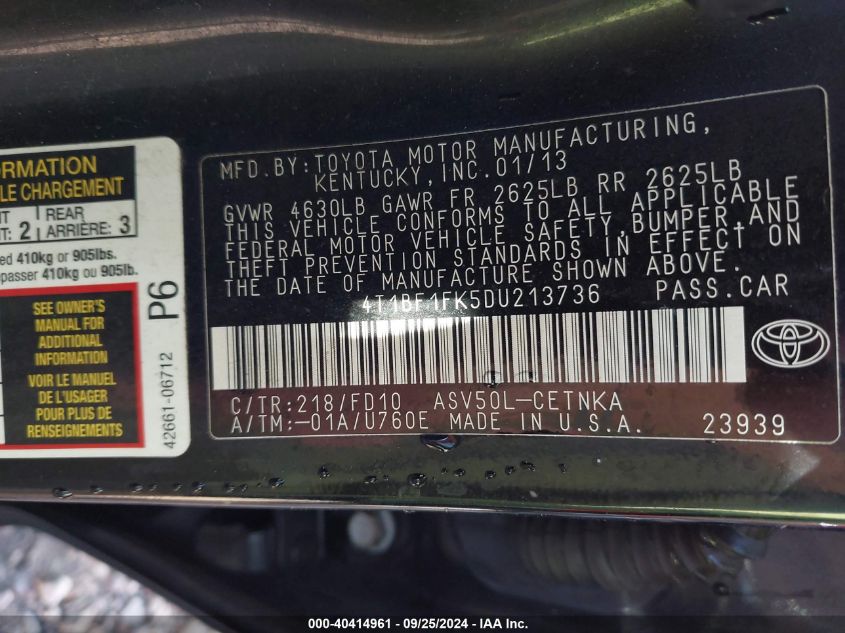 ORMATION
LE CHARGEMENT
NT : 2 REAR ARRIÈRE: 3
ed 410kg or 905lbs.
passer 410kg ou 905lb.
SEE OWNER'S
MANUAL FOR
ADDITIONAL
INFORMATION
VOIR LE MANUEL
DE L'USAGER
POUR PLUS DE
RENSEIGNEMENTS
P6
42661-06712
MFD.BY:TOYOTA MOTOR MANUFACTURING,
KENTUCKY,INC.01/13
GVWR 4630LB GAWR FR 2625LB RR 2625LB
THIS VEHICLE CONFORMS TO ALL APPLICABLE
FEDERAL MOTOR VEHICLE SAFETY,BUMPER,AND
THEFT PREVENTION STANDARDS IN EFFECT ON
THE DATE OF MANUFACTURE SHOWN ABOVE.
4T1BF1FK5DU213736 PASS.CAR
C/TR:218/FD10 ASV50L-CETNKA
A/TM:-01A/U760E MADE IN U.S.A. 23939
000-40414961 - 09/25/2024 - IAA Inc.